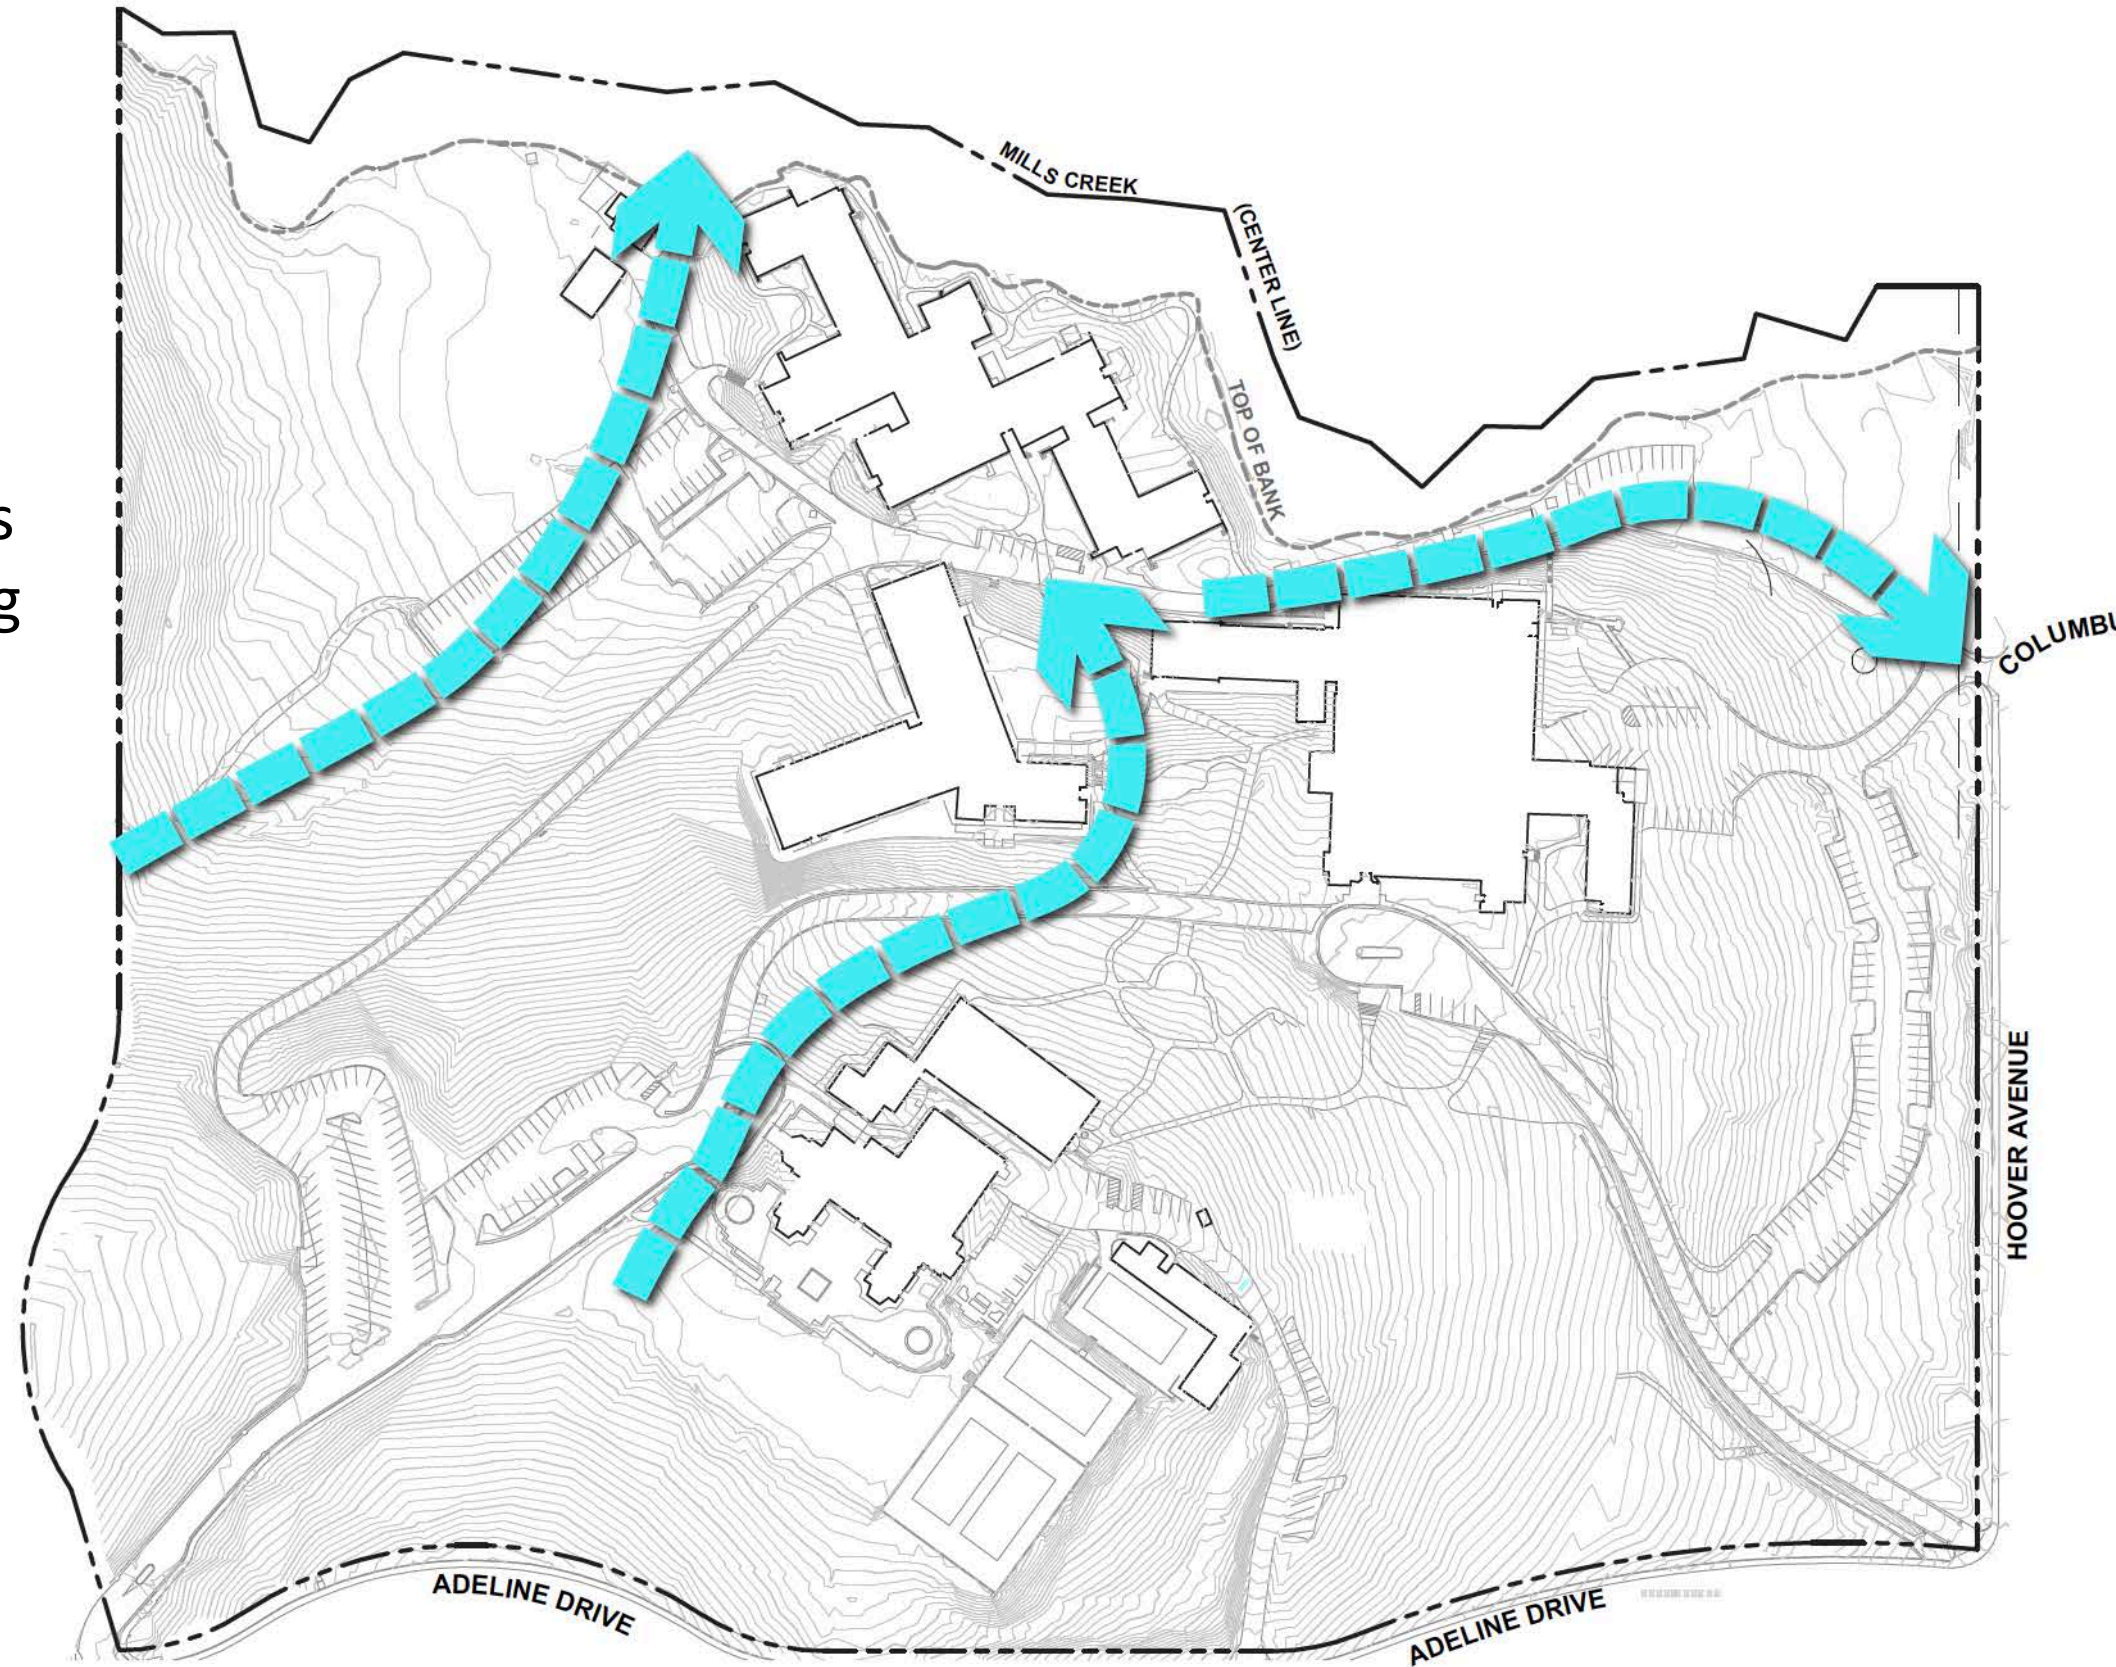 MILLS CREEK
(CENTER LINE)
TOP OF BANK
s
g
COLUMBU
HOOVER AVENUE
ADELINE DRIVE
ADELINE DRIVE